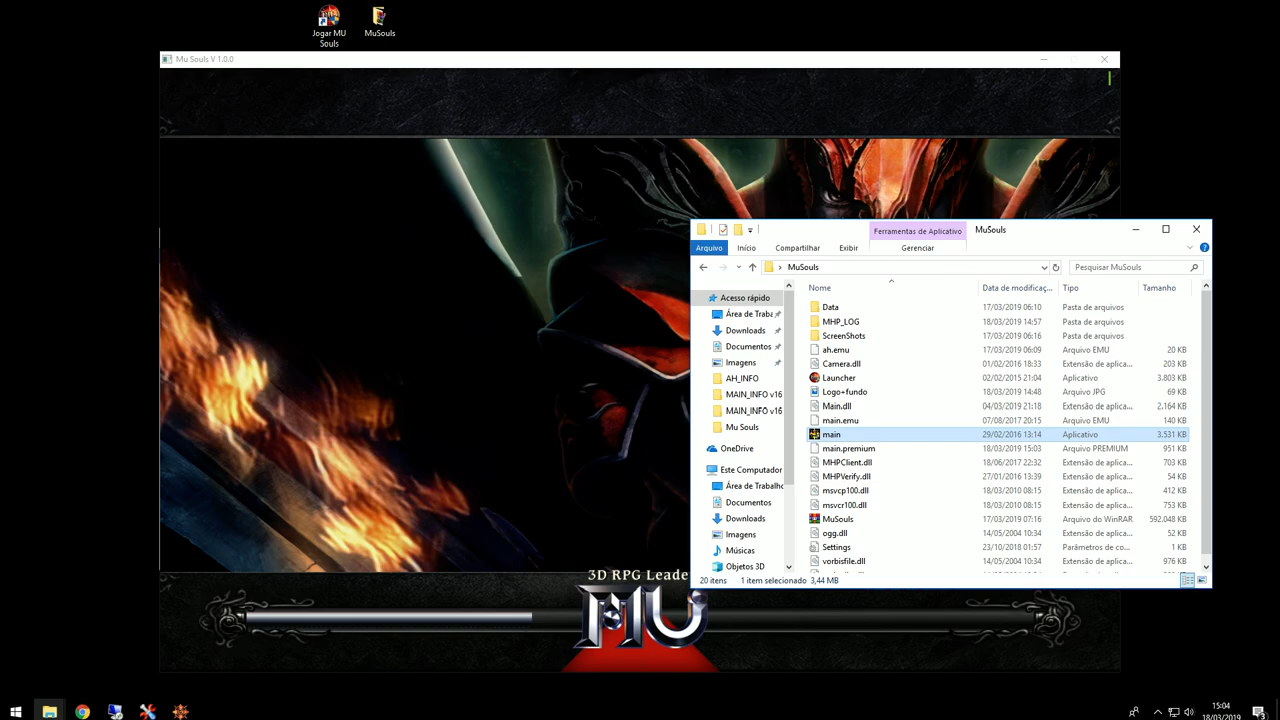 Jogar MU
Souls
MuSouls
Mu Souls V 1.0.0
Ferramentas de Aplicativo
MuSouls
Arquivo
Início
Compartilhar
Exibir
Gerenciar
MuSouls
Pesquisar MuSouls
Nome
Data de modificaç...
Tipo
Tamanho
Acesso rápido
Área de Traba
Downloads
Documentos
Imagens
AH_INFO
MAIN_INFO v16
MAIN_INFO v16
Mu Souls
OneDrive
Este Computador
Área de Trabalho
Documentos
Downloads
Imagens
Músicas
Objetos 3D
Data 17/03/2019 06:10 Pasta de arquivos
MHP_LOG 18/03/2019 14:57 Pasta de arquivos
ScreenShots 17/03/2019 06:16 Pasta de arquivos
ah.emu 17/03/2019 06:09 Arquivo EMU 20 KB
Camera.dll 01/02/2016 18:33 Extensão de aplica... 203 KB
Launcher 02/02/2015 21:04 Aplicativo 3.803 KB
Logo+fundo 18/03/2019 14:48 Arquivo JPG 69 KB
Main.dll 04/03/2019 21:18 Extensão de aplica... 2.164 KB
main.emu 07/08/2017 20:15 Arquivo EMU 140 KB
main 29/02/2016 13:14 Aplicativo 3.531 KB
main.premium 18/03/2019 15:03 Arquivo PREMIUM 951 KB
MHPClient.dll 18/06/2017 22:32 Extensão de aplica... 703 KB
MHPVerify.dll 27/01/2016 13:39 Extensão de aplica... 54 KB
msvcp100.dll 18/03/2010 08:15 Extensão de aplica... 412 KB
msvcr100.dll 18/03/2010 08:15 Extensão de aplica... 753 KB
MuSouls 17/03/2019 07:16 Arquivo do WinRAR 592.048 KB
ogg.dll 14/05/2004 10:34 Extensão de aplica... 52 KB
Settings 23/10/2018 01:57 Parâmetros de co... 1 KB
vorbisfile.dll 14/05/2004 10:34 Extensão de aplica... 976 KB
20 itens 1 item selecionado 3,44 MB
3D RPG Leade
MU
15:04
18/03/2019